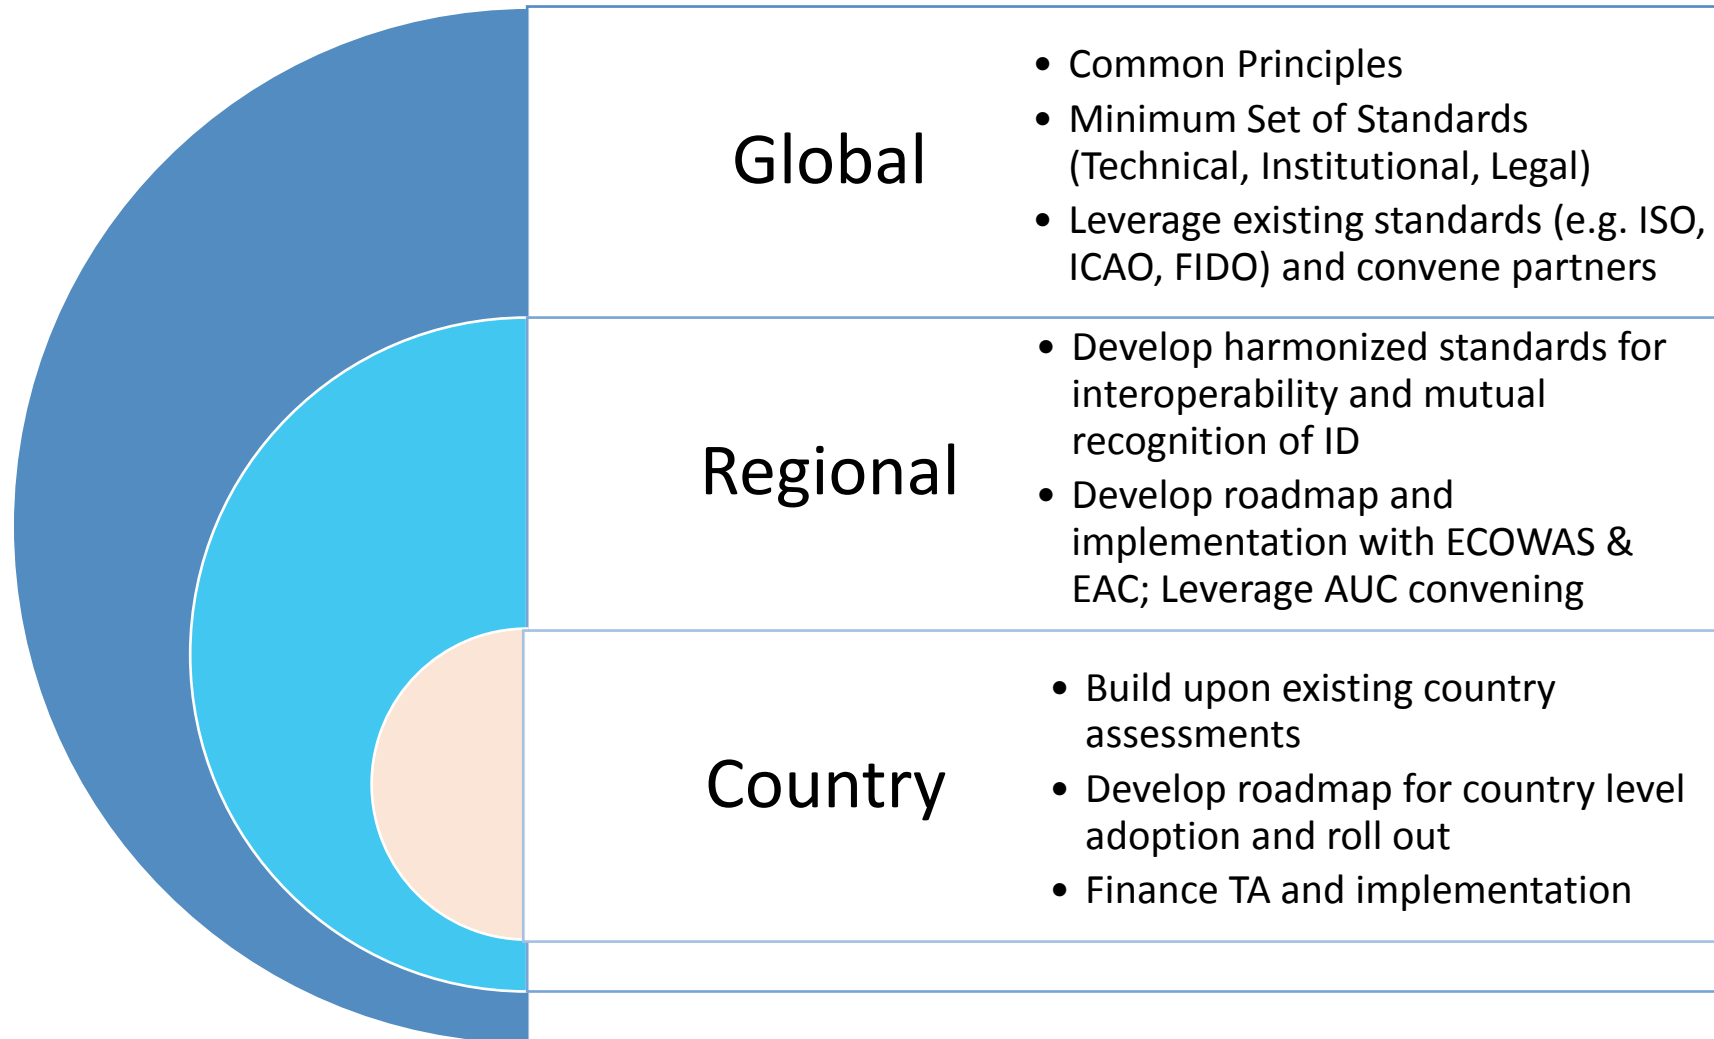 Global
• Common Principles
• Minimum Set of Standards
(Technical, Institutional, Legal)
• Leverage existing standards (e.g. ISO,
ICAO, FIDO) and convene partners
Regional
• Develop harmonized standards for
interoperability and mutual
recognition of ID
• Develop roadmap and
implementation with ECOWAS &
EAC; Leverage AUC convening
Country
• Build upon existing country
assessments
• Develop roadmap for country level
adoption and roll out
• Finance TA and implementation